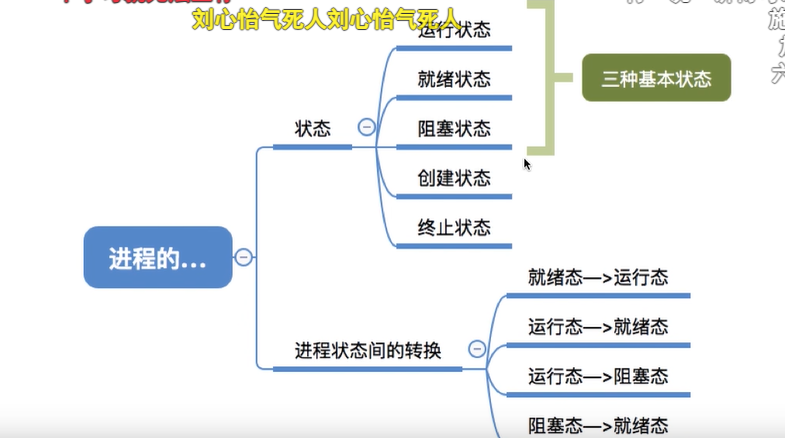 刘心怡气死人刘心怡气死人
运行状态
就绪状态
三种基本状态
状态
阻塞状态
创建状态
终止状态
进程的...
就绪态—>运行态
运行态—>就绪态
进程状态间的转换
运行态—>阻塞态
阻塞态—>就绪态